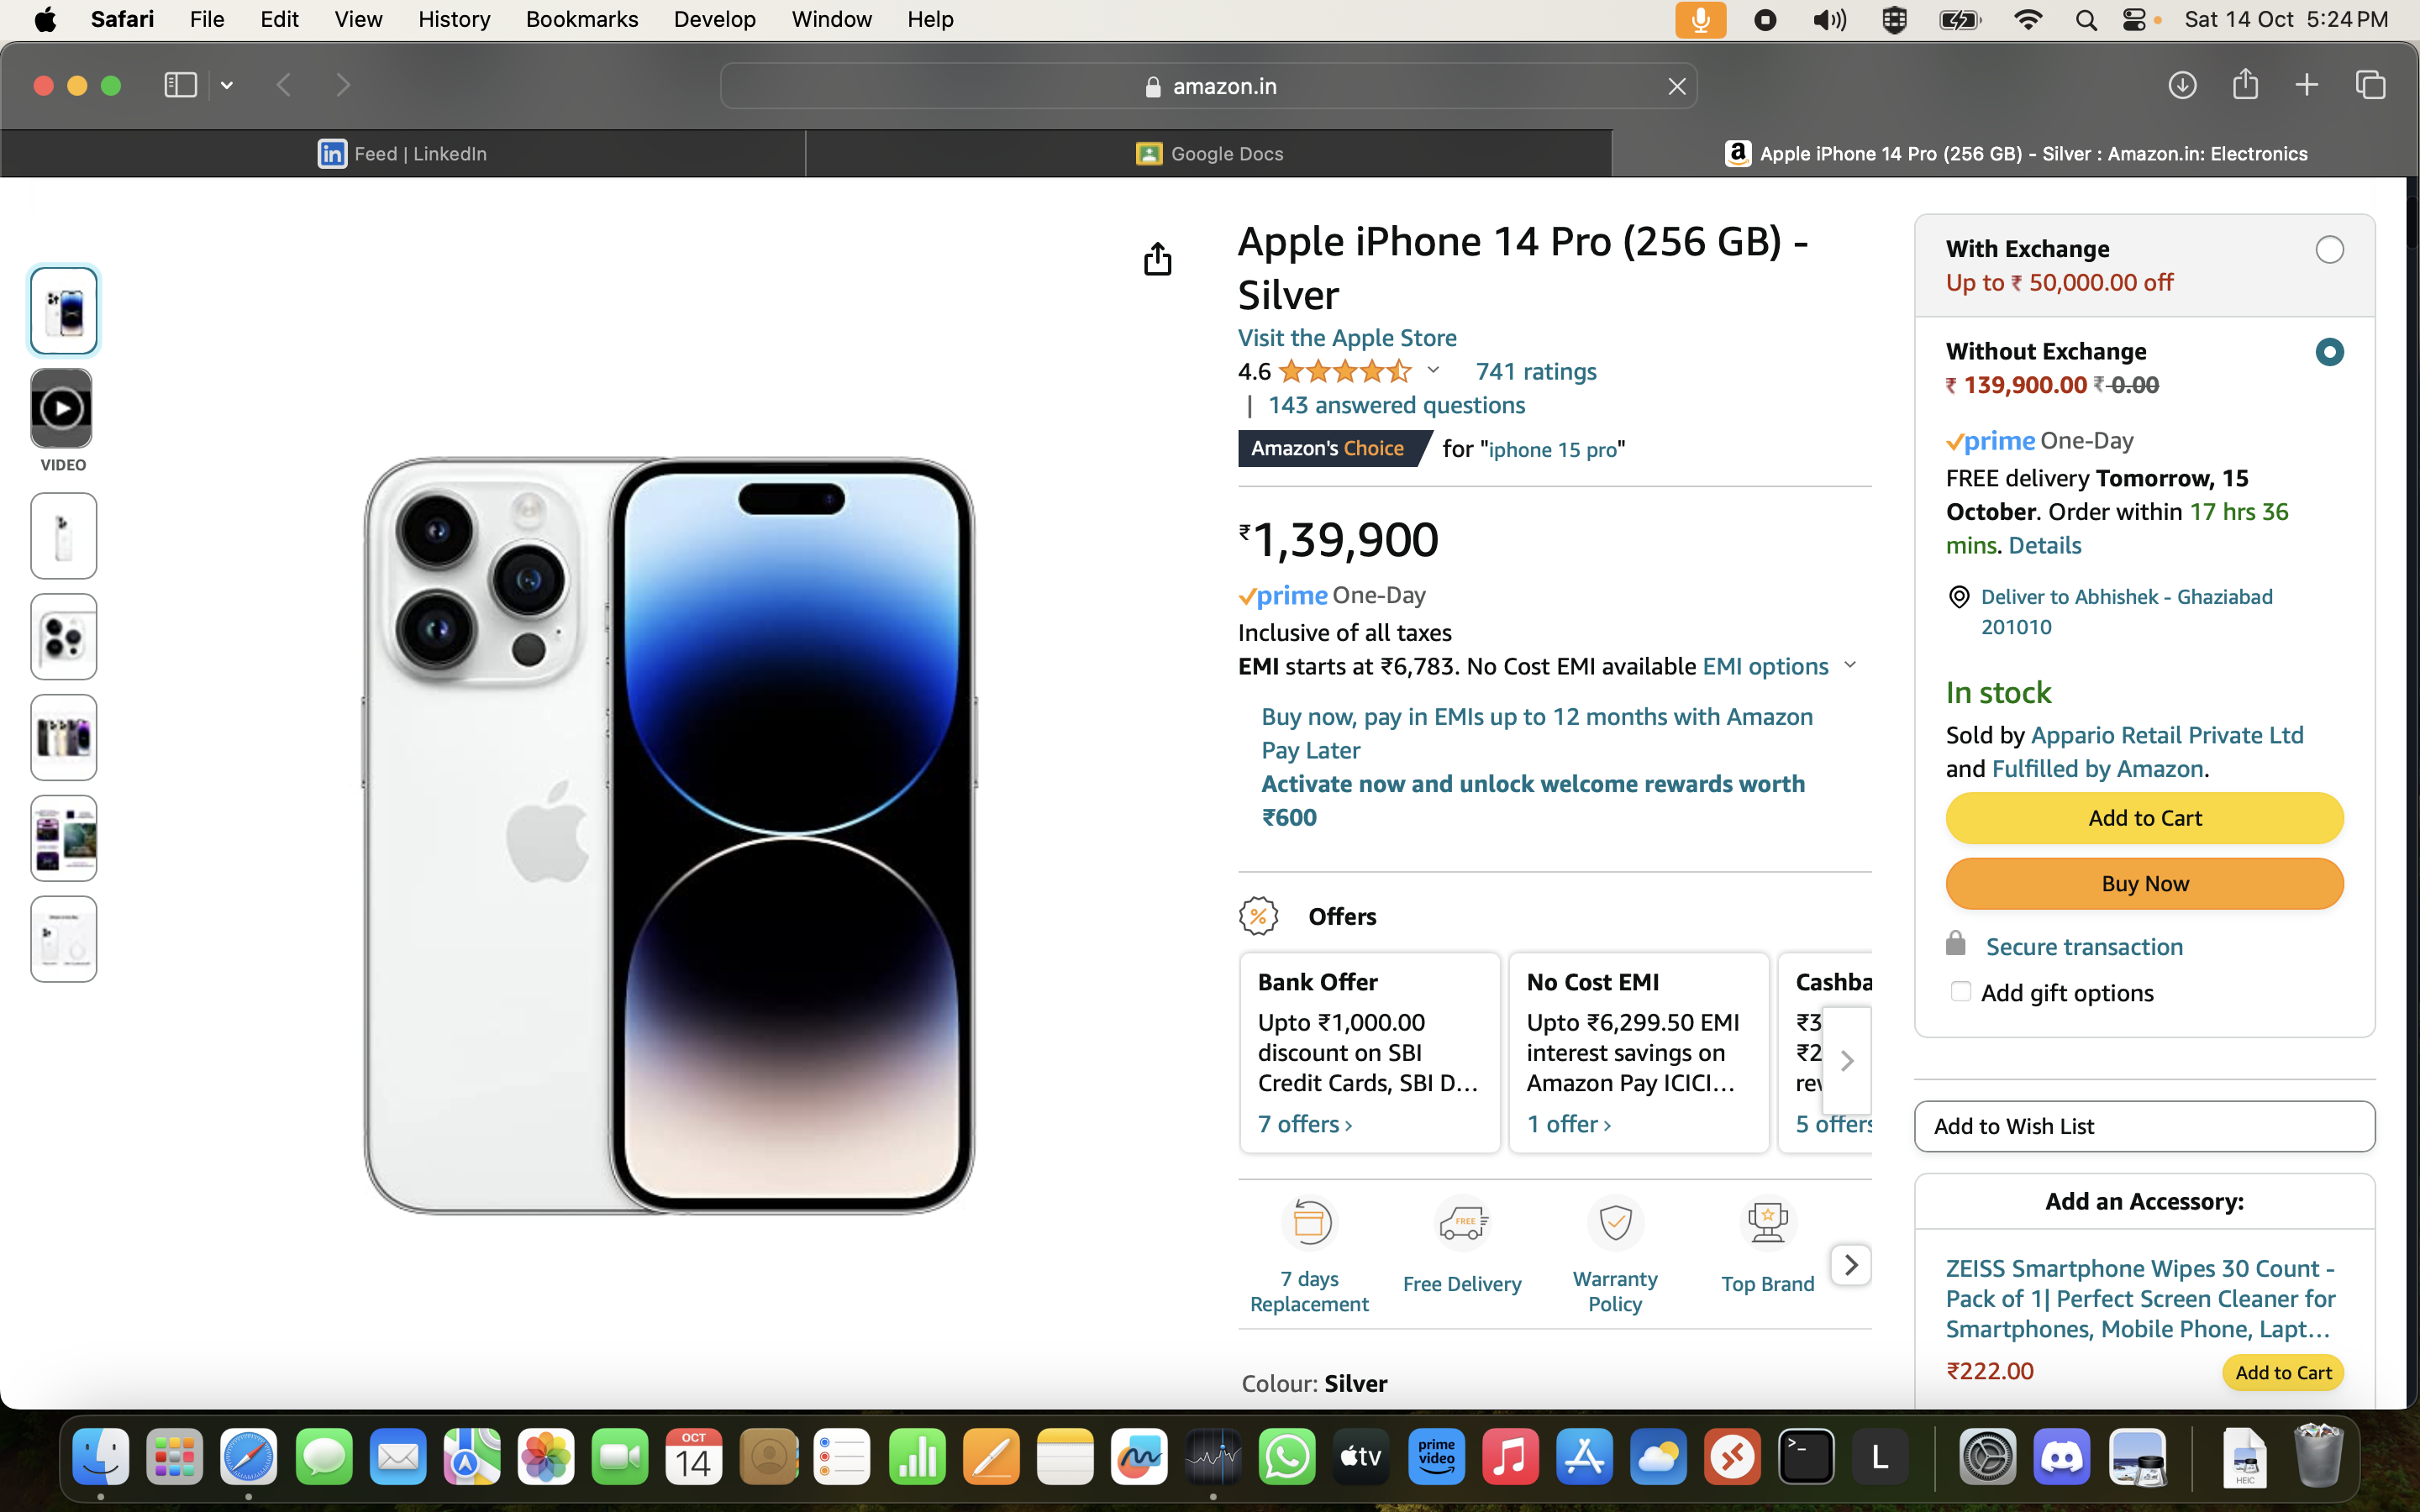 Safari File Edit View History Bookmarks Develop Window Help
Sat 14 Oct 5:24 PM
amazon.in
in Feed | LinkedIn
Google Docs
a Apple iPhone 14 Pro (256 GB) - Silver : Amazon.in: Electronics
VIDEO
Apple iPhone 14 Pro (256 GB) -
Silver
Visit the Apple Store
4.6 741 ratings
| 143 answered questions
Amazon's Choice for "iphone 15 pro"
₹1,39,900
prime One-Day
Inclusive of all taxes
EMI starts at ₹6,783. No Cost EMI available EMI options
Buy now, pay in EMIs up to 12 months with Amazon
Pay Later
Activate now and unlock welcome rewards worth
₹600
% Offers
Bank Offer
Upto ₹1,000.00
discount on SBI
Credit Cards, SBI D...
7 offers ›
No Cost EMI
Upto ₹6,299.50 EMI
interest savings on
Amazon Pay ICICI...
1 offer ›
Cashba
₹3
₹2
re
5 offers
7 days
Replacement
FREE
Free Delivery
Warranty
Policy
Top Brand
Colour: Silver
With Exchange
Up to ₹ 50,000.00 off
Without Exchange
₹ 139,900.00 ₹ 0.00
prime One-Day
FREE delivery Tomorrow, 15
October. Order within 17 hrs 36
mins. Details
Deliver to Abhishek - Ghaziabad
201010
In stock
Sold by Appario Retail Private Ltd
and Fulfilled by Amazon.
Add to Cart
Buy Now
Secure transaction
Add gift options
Add to Wish List
Add an Accessory:
ZEISS Smartphone Wipes 30 Count -
Pack of 1| Perfect Screen Cleaner for
Smartphones, Mobile Phone, Lapt...
₹222.00
Add to Cart
OCT
14
tv
prime
video
>_
L
HEIC